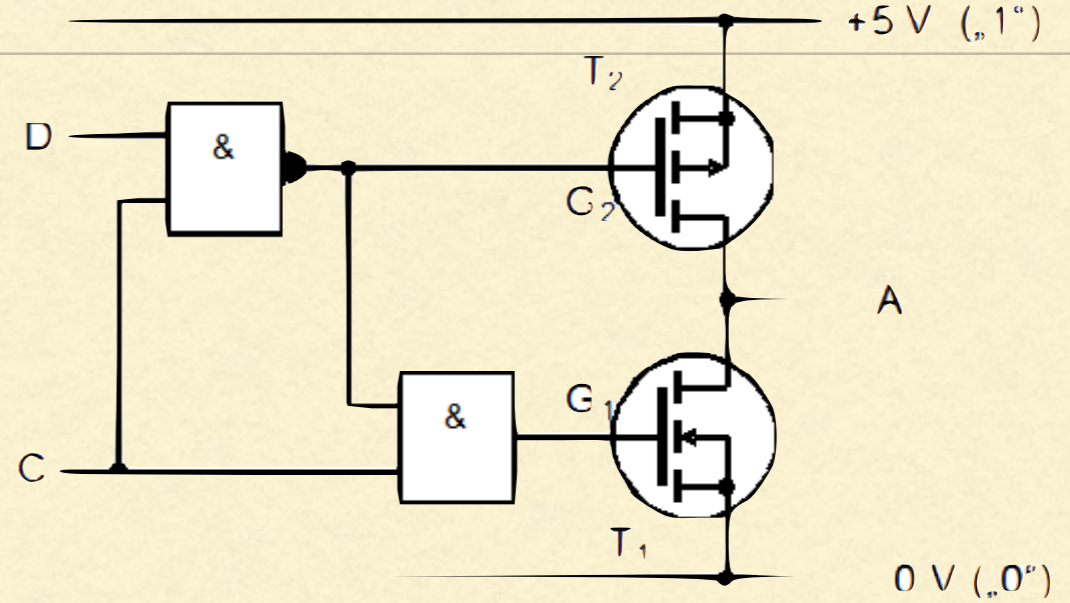 +5 V („1“)
T2
D
&
G2
A
G1
&
C
T1
0 V („0“)